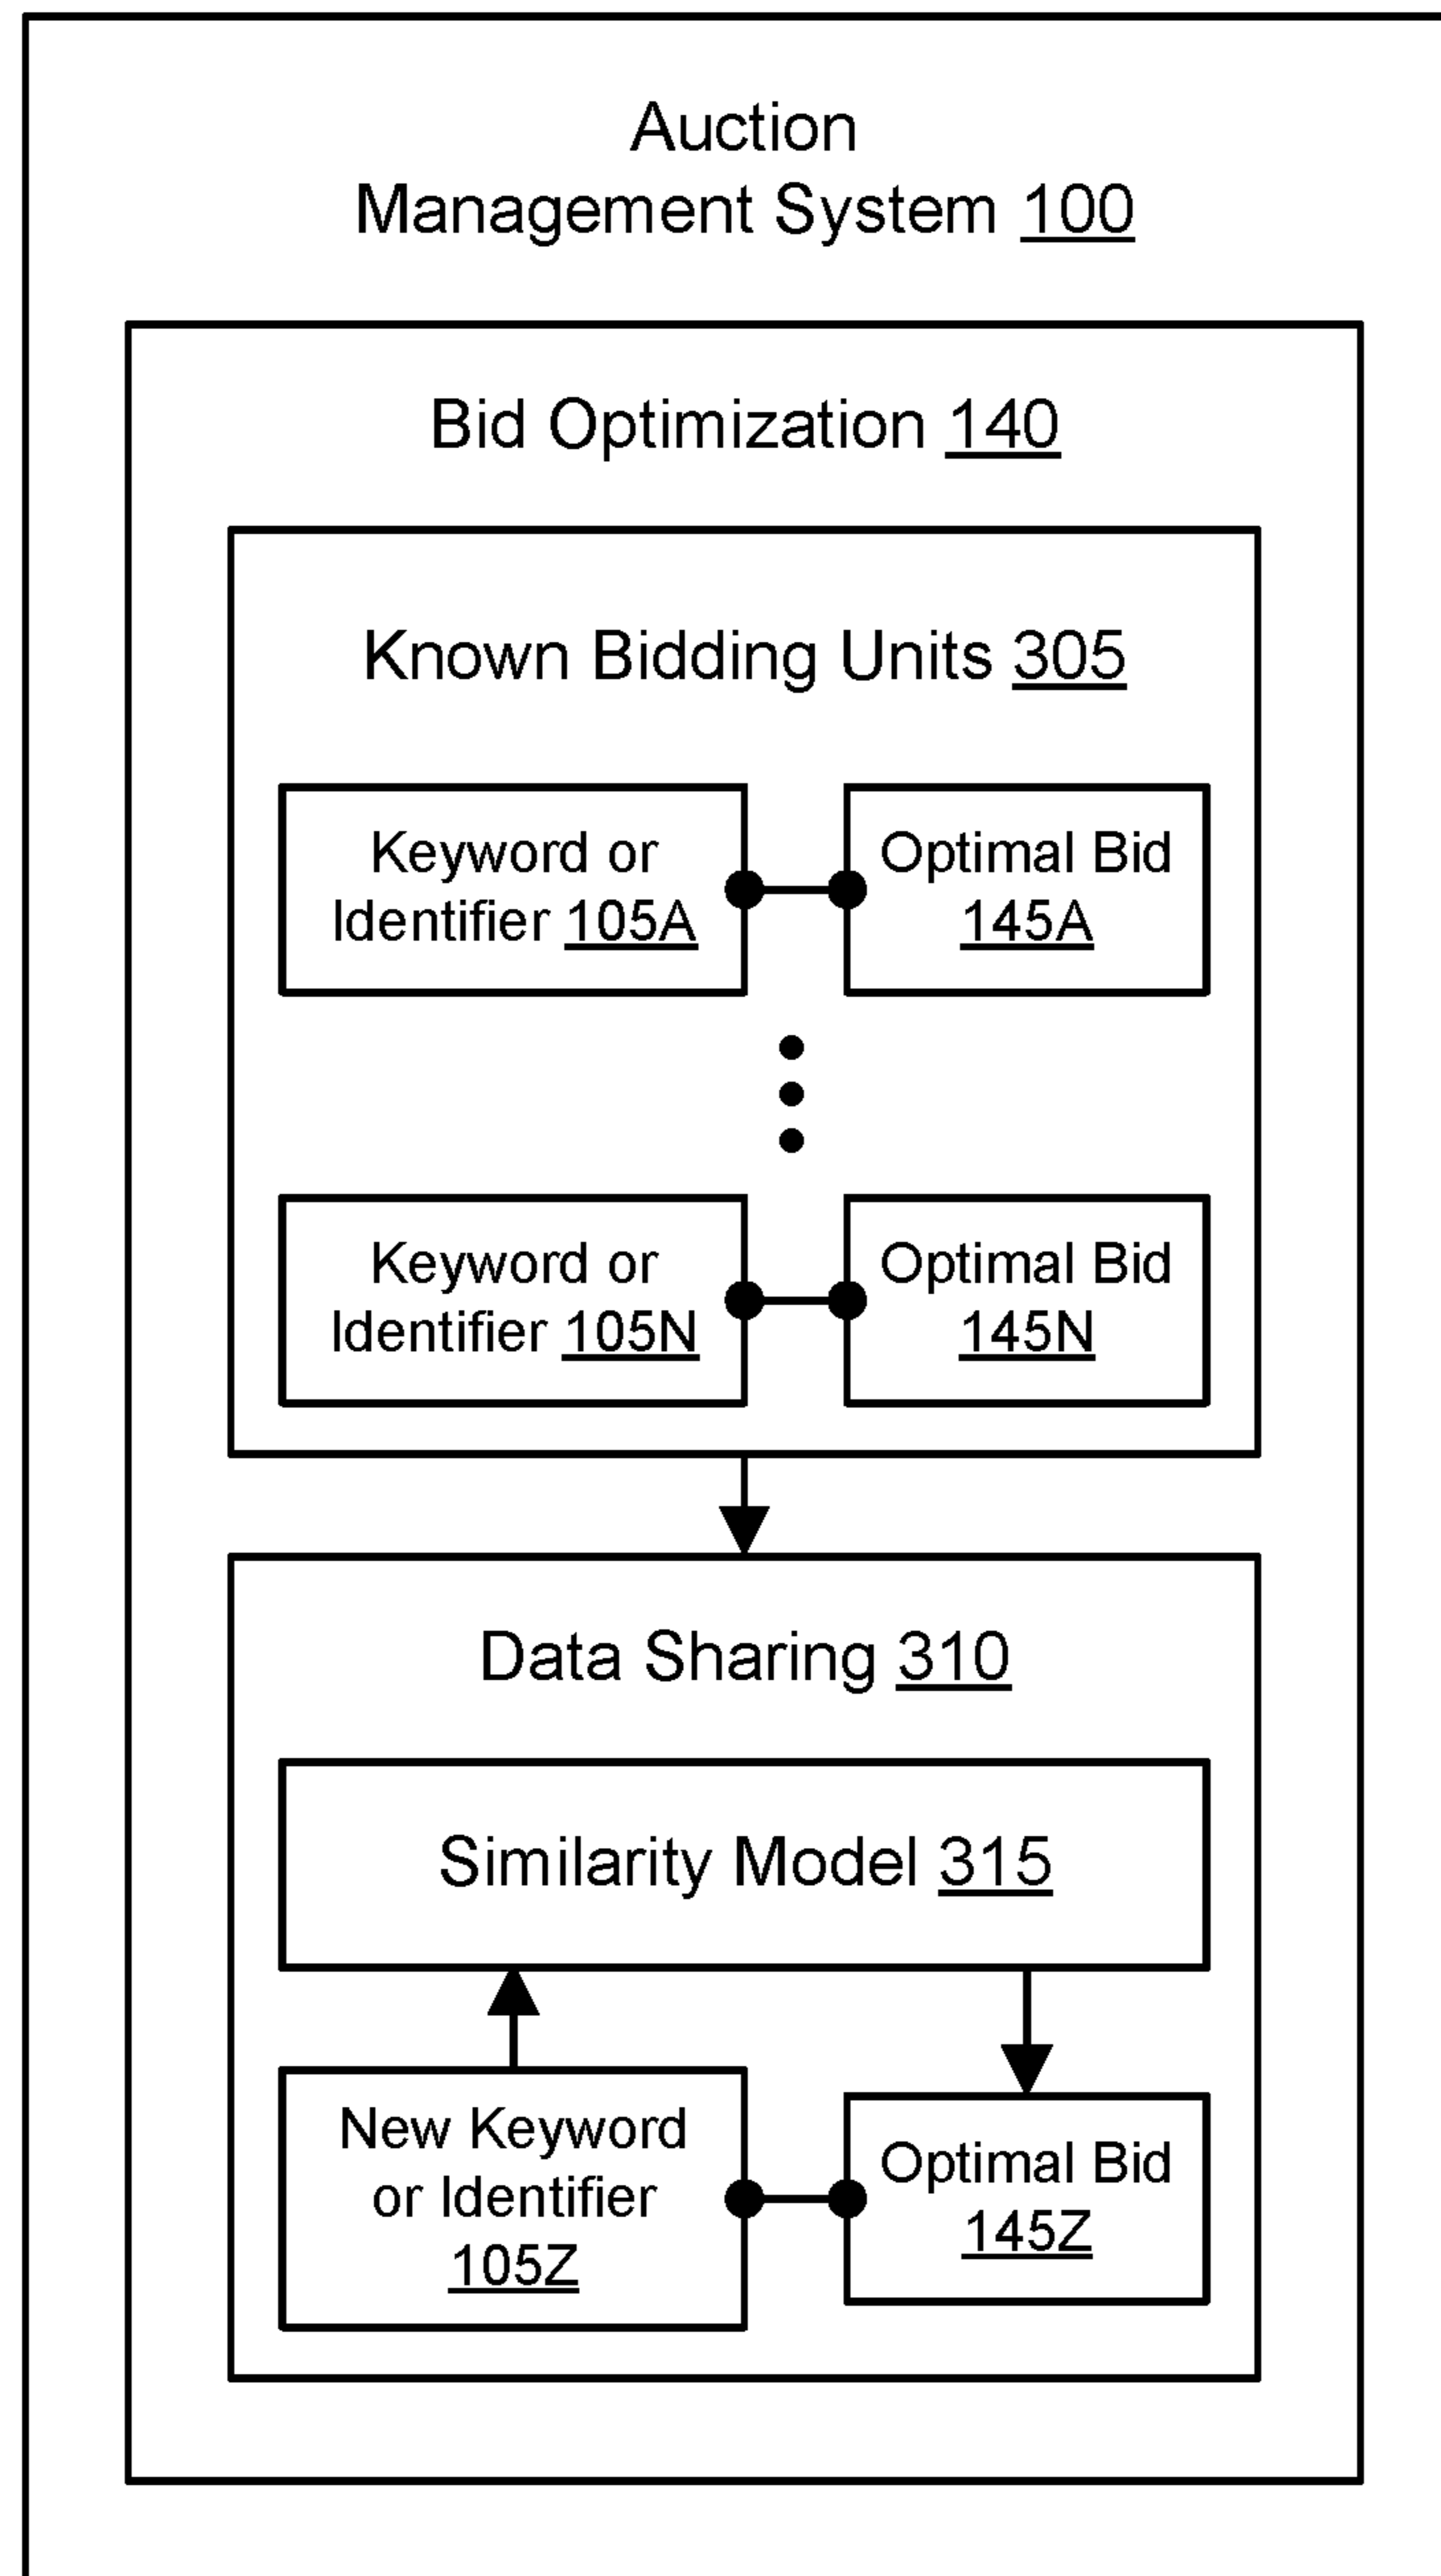 Auction
Management System 100
Bid Optimization 140
Known Bidding Units 305
Keyword or
Identifier 105A
Optimal Bid
145A
Keyword or
Identifier 105N
Optimal Bid
145N
Data Sharing 310
Similarity Model 315
New Keyword
or Identifier
105Z
Optimal Bid
145Z